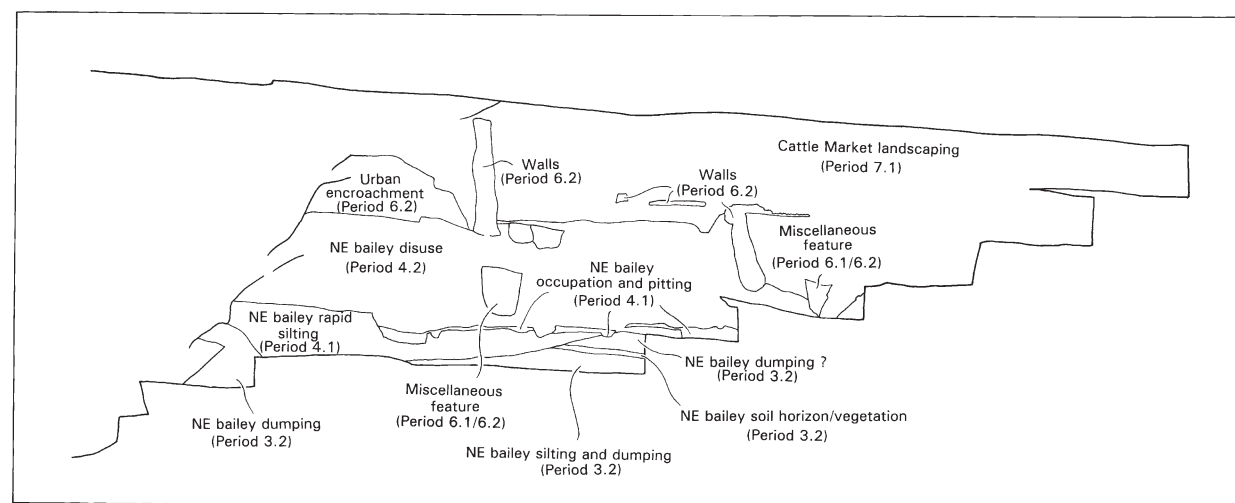 Cattle Market landscaping
(Period 7.1)
Walls
(Period 6.2)
Walls
(Period 6.2)
Urban
encroachment
(Period 6.2)
Miscellaneous
feature
(Period 6.1/6.2)
NE bailey disuse
(Period 4.2)
NE bailey
occupation and pitting
(Period 4.1)
NE bailey rapid
silting
(Period 4.1)
NE bailey dumping ?
(Period 3.2)
Miscellaneous
feature
(Period 6.1/6.2)
NE bailey soil horizon/vegetation
(Period 3.2)
NE bailey dumping
(Period 3.2)
NE bailey silting and dumping
(Period 3.2)